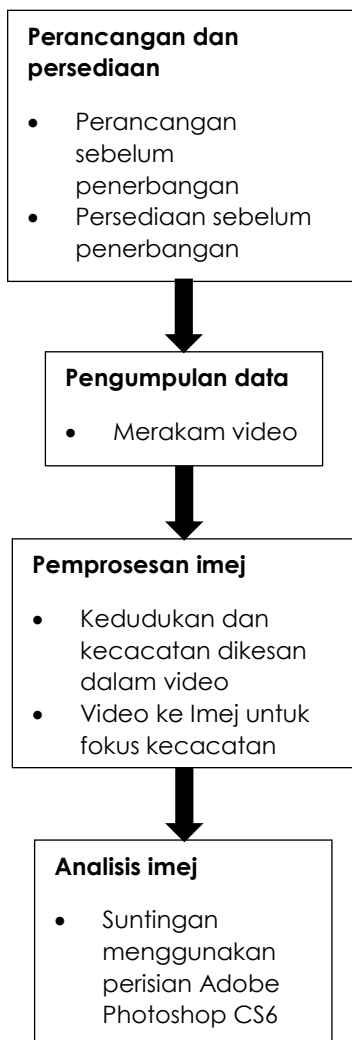 Perancangan dan
persediaan
• Perancangan
sebelum
penerbangan
• Persediaan sebelum
penerbangan
Pengumpulan data
• Merakam video
Pemprosesan imej
• Kedudukan dan
kecacatan dikesan
dalam video
• Video ke Imej untuk
fokus kecacatan
Analisis imej
• Suntingan
menggunakan
perisian Adobe
Photoshop CS6